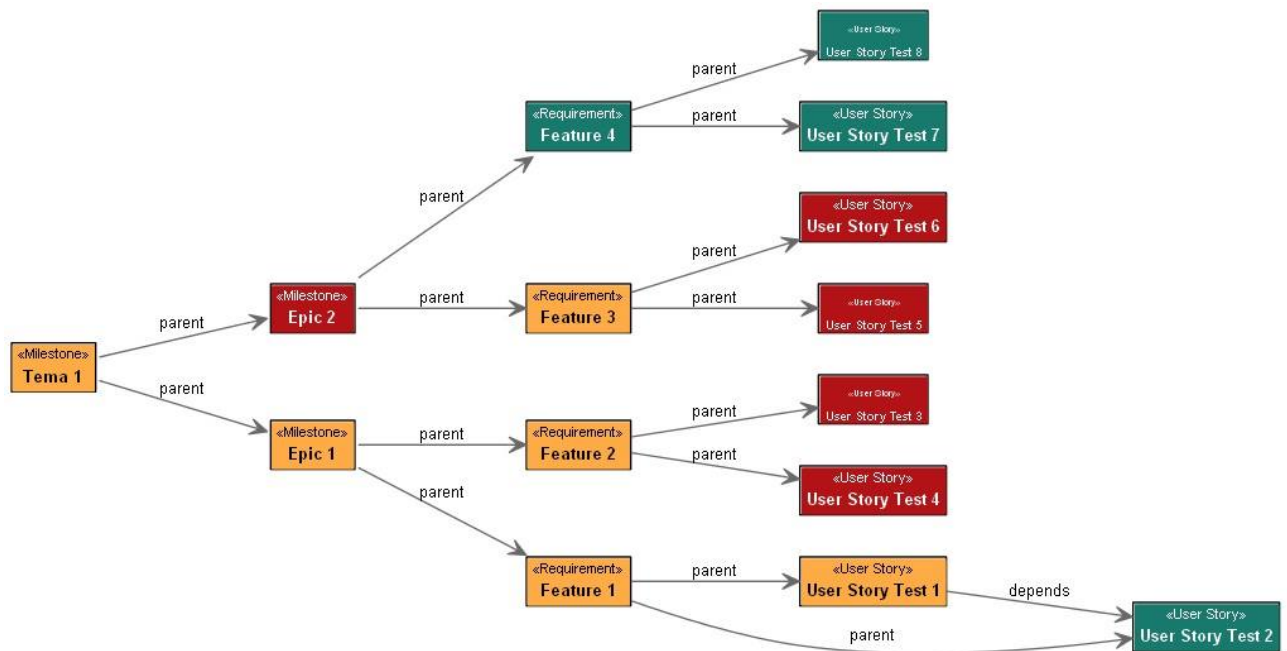 «User Story»
User Story Test 8
parent
«Requirement»
Feature 4
parent
«User Story»
User Story Test 7
parent
«User Story»
User Story Test 6
parent
«Milestone»
Epic 2
parent
«Requirement»
Feature 3
parent
«User Story»
User Story Test 5
parent
«Milestone»
Tema 1
parent
«User Story»
User Story Test 3
parent
«Milestone»
Epic 1
parent
«Requirement»
Feature 2
parent
«User Story»
User Story Test 4
parent
«Requirement»
Feature 1
parent
«User Story»
User Story Test 1
depends
«User Story»
User Story Test 2
parent